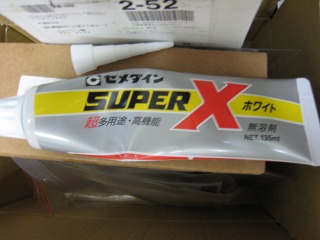 2-52
セメダイン
SUPER X
ホワイト
超多用途・高機能
無溶剤
NET 135ml